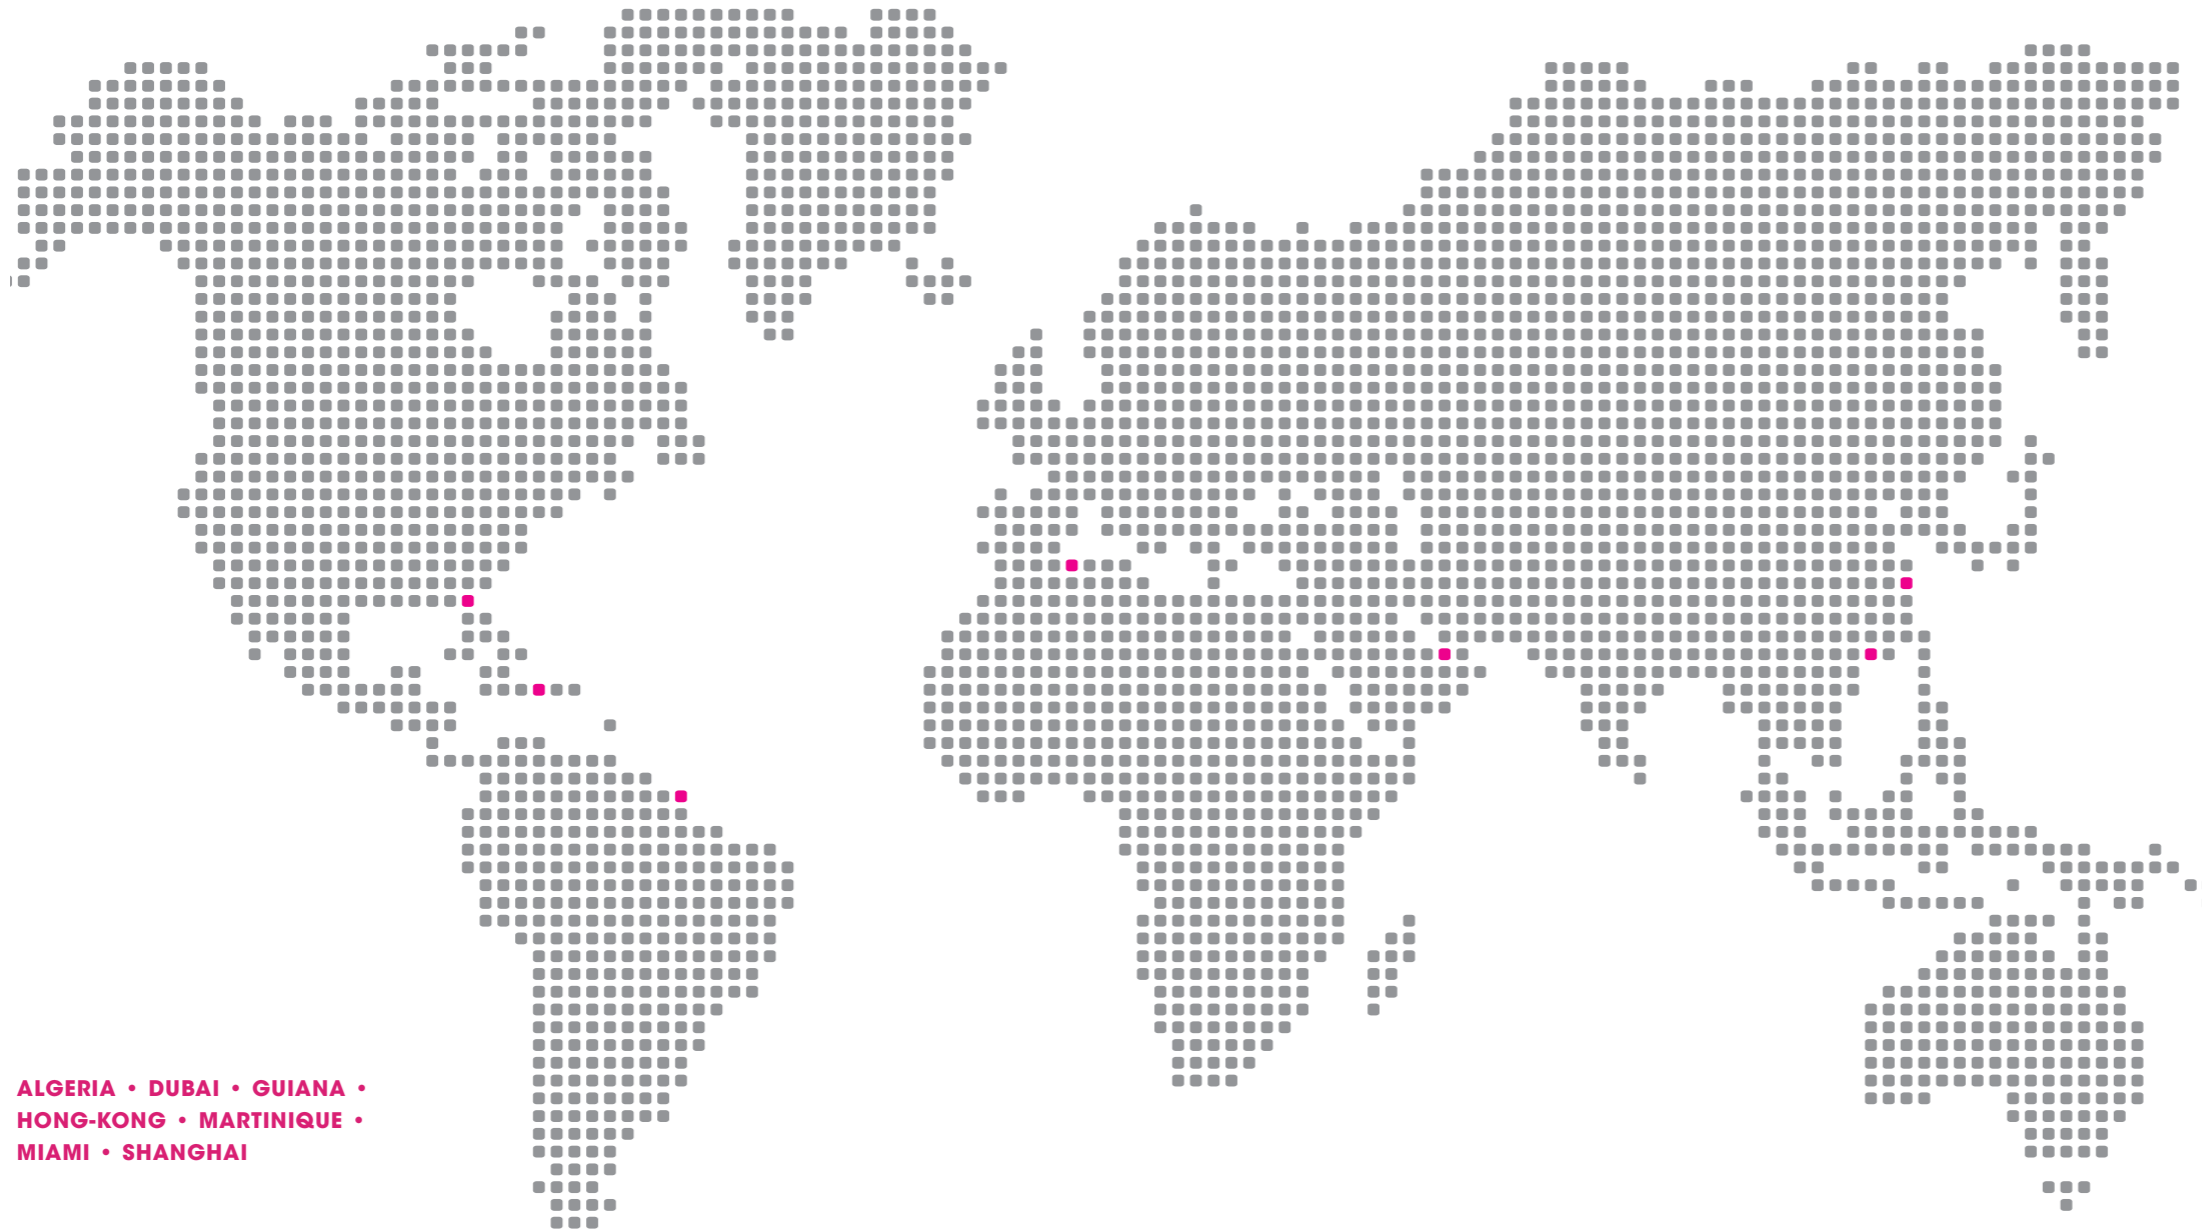 ALGERIA • DUBAI • GUIANA •
HONG-KONG • MARTINIQUE •
MIAMI • SHANGHAI